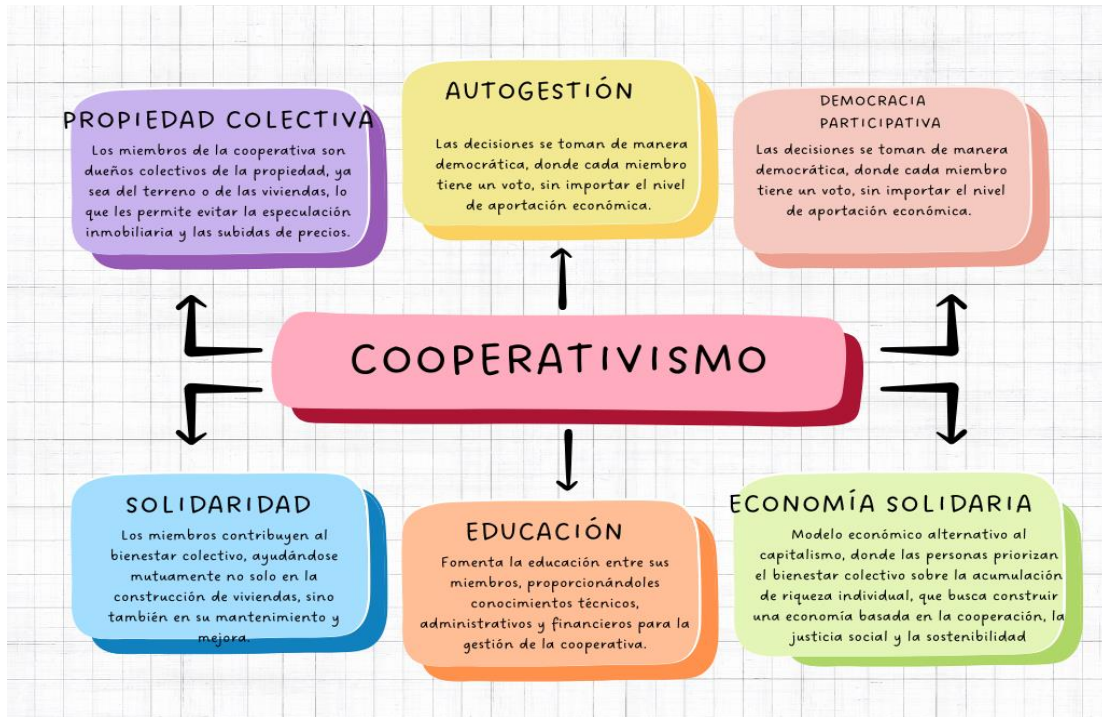 PROPIEDAD COLECTIVA
Los miembros de la cooperativa son
dueños colectivos de la propiedad, ya
sea del terreno o de las viviendas, lo
que les permite evitar la especulación
inmobiliaria y las subidas de precios.
AUTOGESTIÓN
Las decisiones se toman de manera
democrática, donde cada miembro
tiene un voto, sin importar el nivel
de aportación económica.
DEMOCRACIA
PARTICIPATIVA
Las decisiones se toman de manera
democrática, donde cada miembro
tiene un voto, sin importar el nivel
de aportación económica.
COOPERATIVISMO
SOLIDARIDAD
Los miembros contribuyen al
bienestar colectivo, ayudándose
mutuamente no solo en la
construcción de viviendas, sino
también en su mantenimiento y
mejora.
EDUCACIÓN
Fomenta la educación entre sus
miembros, proporcionándoles
conocimientos técnicos,
administrativos y financieros para la
gestión de la cooperativa.
ECONOMÍA SOLIDARIA
Modelo económico alternativo al
capitalismo, donde las personas priorizan
el bienestar colectivo sobre la acumulación
de riqueza individual, que busca construir
una economía basada en la cooperación, la
justicia social y la sostenibilidad